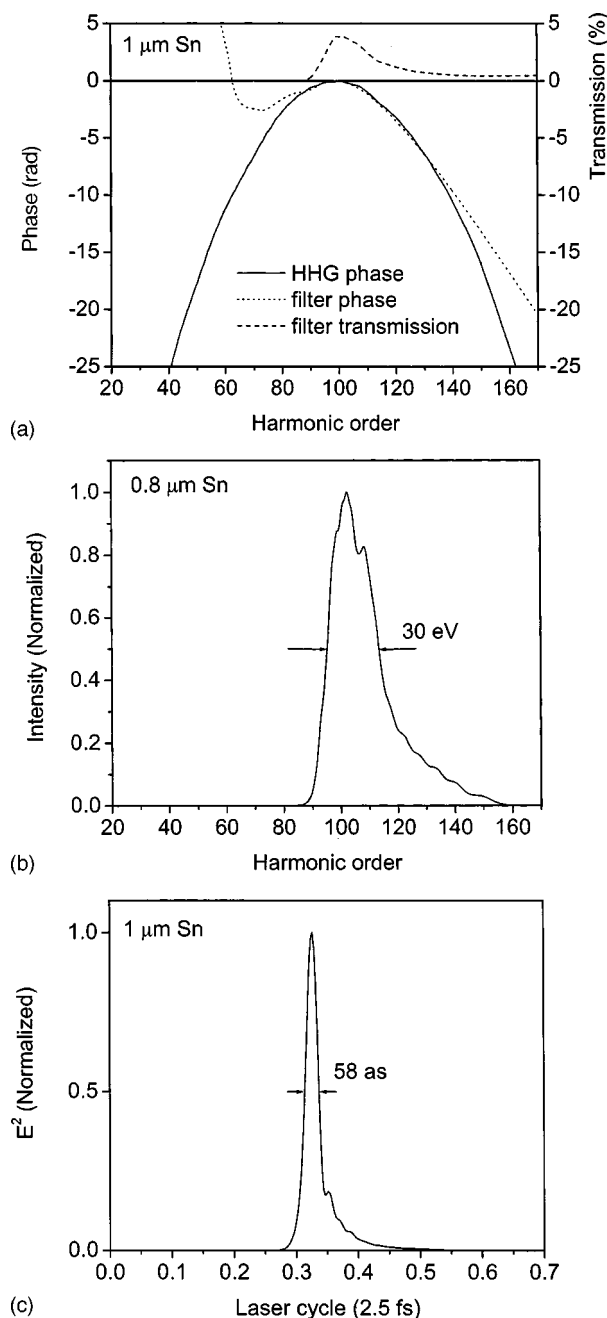 1 μm Sn
Phase (rad)
Transmission (%)
5
0
-5
-10
-15
-20
-25
5
0
-5
-10
-15
-20
-25
HHG phase
filter phase
filter transmission
20 40 60 80 100 120 140 160
Harmonic order
(a)
0.8 μm Sn
Intensity (Normalized)
1.0
0.8
0.6
0.4
0.2
0.0
30 eV
20 40 60 80 100 120 140 160
Harmonic order
(b)
1 μm Sn
E² (Normalized)
1.0
0.5
0.0
58 as
0.0 0.1 0.2 0.3 0.4 0.5 0.6 0.7
Laser cycle (2.5 fs)
(c)